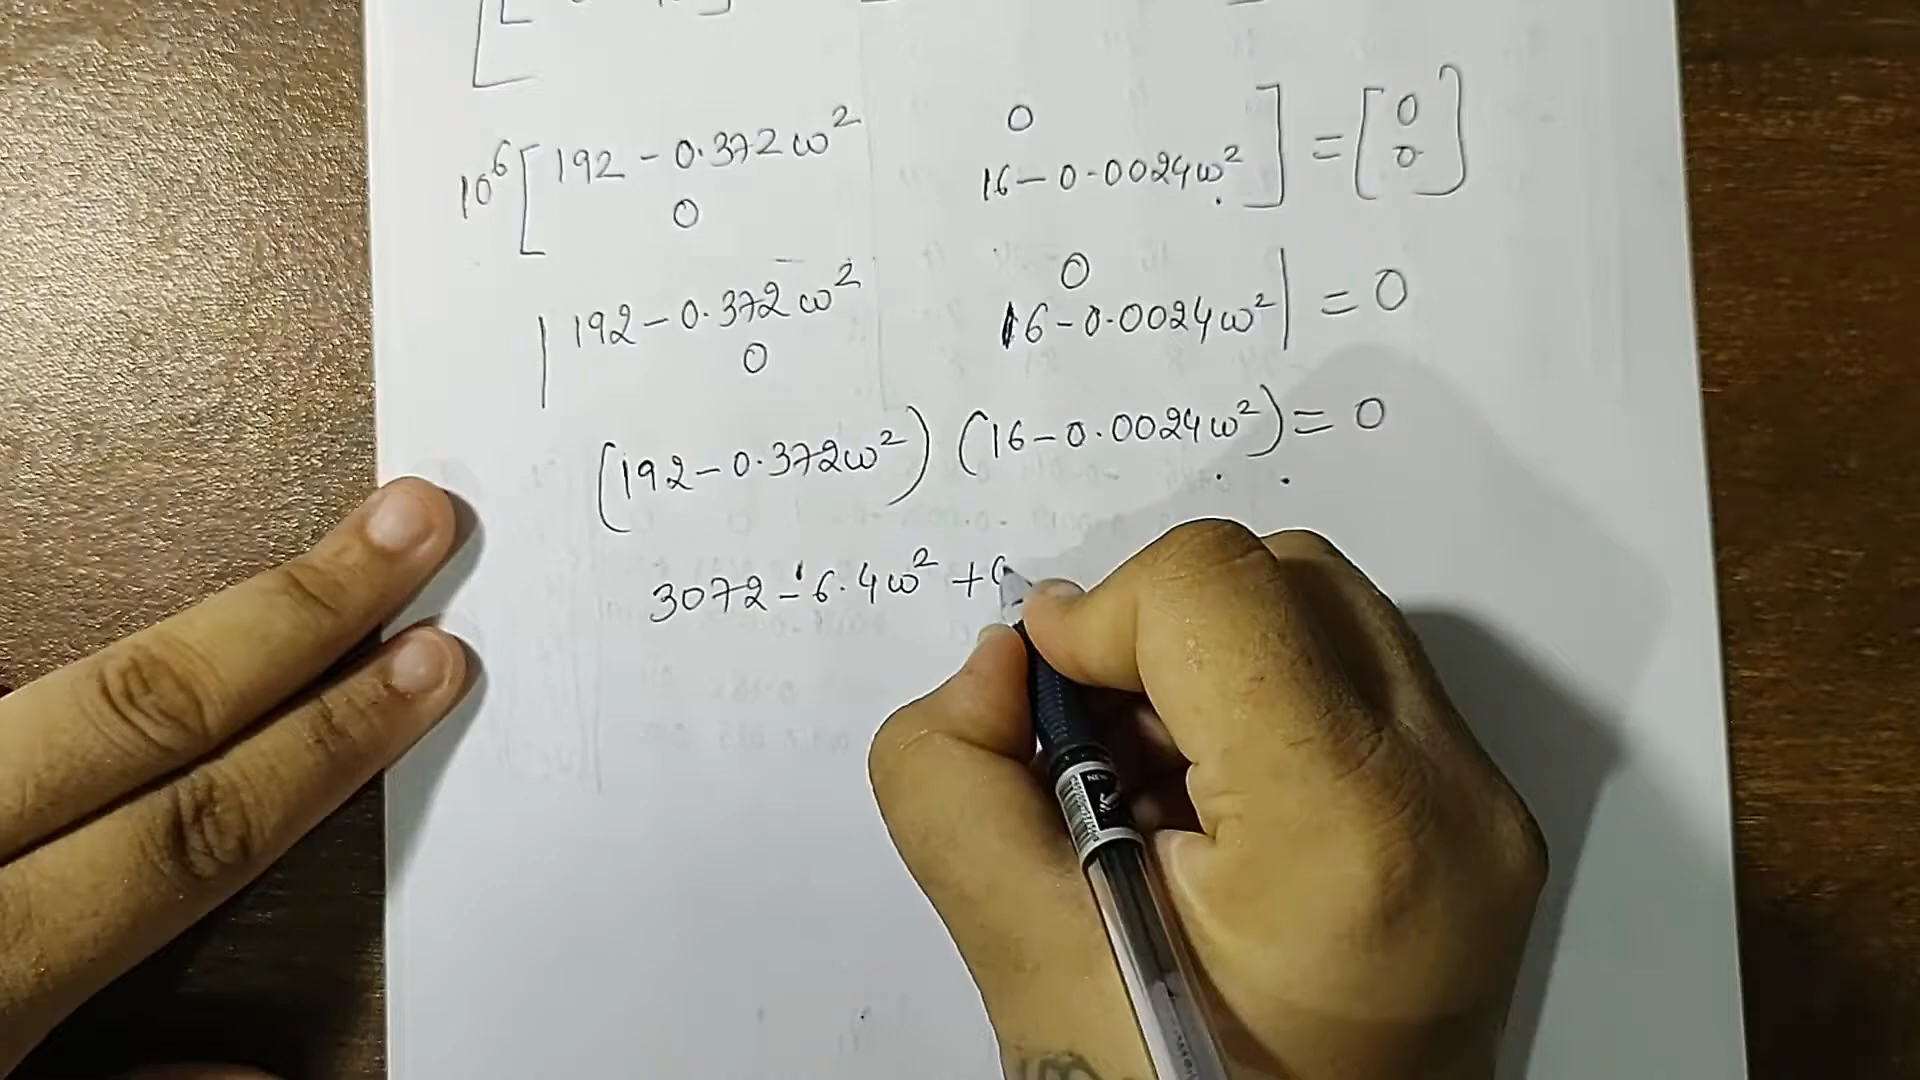 10⁶ [ 192 - 0.372ω² 0
0 16 - 0.0024ω² ] = [ 0
0 ]
| 192 - 0.372ω² 0
0 16 - 0.0024ω² | = 0
(192 - 0.372ω²) (16 - 0.0024ω²) = 0
3072 - 6.4ω² +
NEW